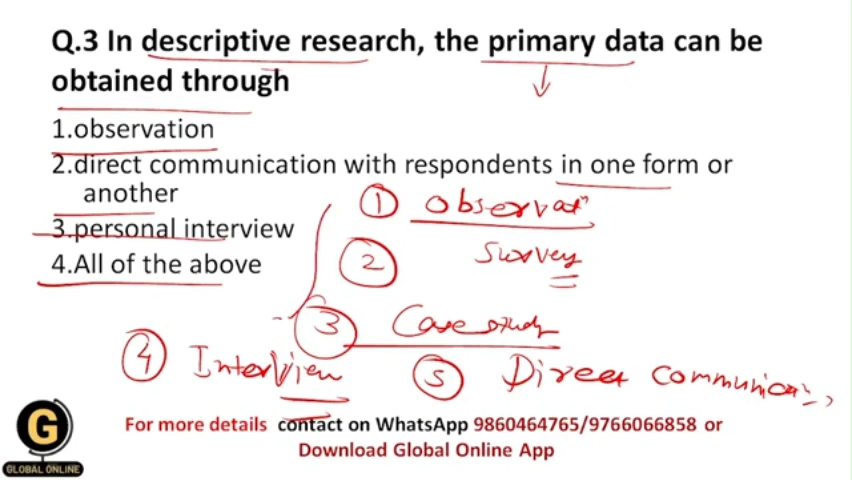 Q.3 In descriptive research, the primary data can be
obtained through
1.observation
2.direct communication with respondents in one form or
another
3.personal interview
4.All of the above
1 Observat
2 Survey
3 Case study
4 Interview
5 Direct communica
For more details contact on WhatsApp 9860464765/9766066858 or
Download Global Online App
G
GLOBAL ONLINE